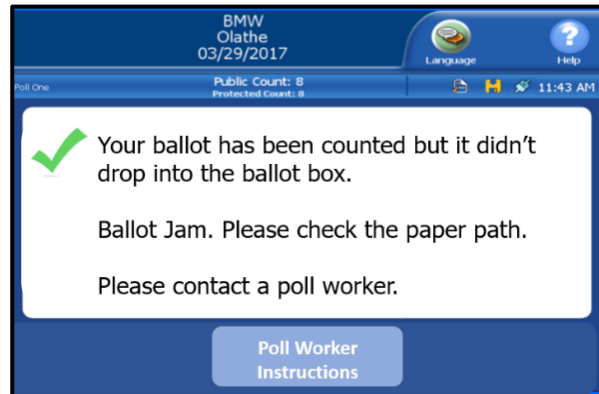 BMW
Olathe
03/29/2017
Language
Help
Poll One
Public Count: 8
Protected Count: 8
11:43 AM
Your ballot has been counted but it didn’t
drop into the ballot box.
Ballot Jam. Please check the paper path.
Please contact a poll worker.
Poll Worker
Instructions